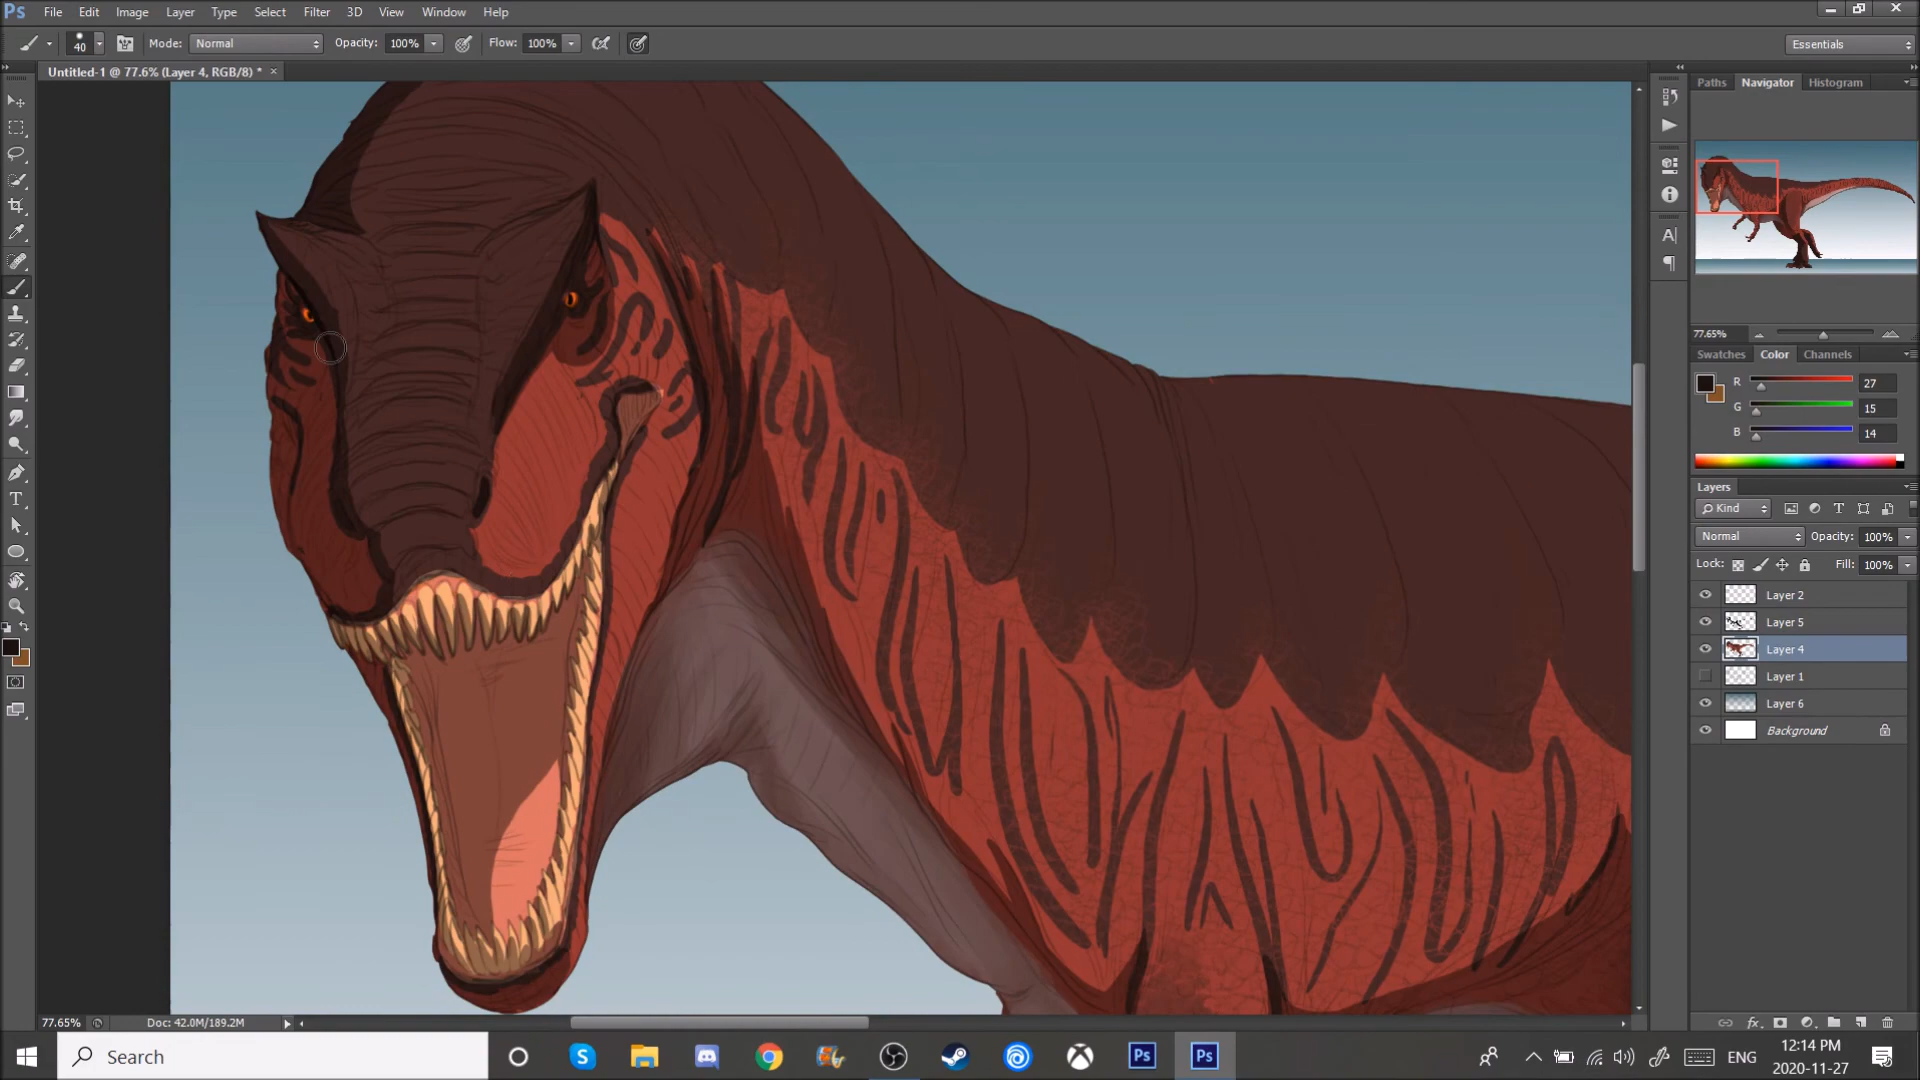 Ps File Edit Image Layer Type Select Filter 3D View Window Help
40 Mode: Normal Opacity: 100% Flow: 100% Essentials
Untitled-1 @ 77.6% (Layer 4, RGB/8) * ×
Paths Navigator Histogram
77.65%
Swatches Color Channels
R 27
G 15
B 14
Layers
Kind T
Normal Opacity: 100%
Lock: Fill: 100%
Layer 2
Layer 5
Layer 4
Layer 1
Layer 6
Background
A
T
77.65% Doc: 42.0M/189.2M
Search
Ps Ps
ENG
12:14 PM
2020-11-27